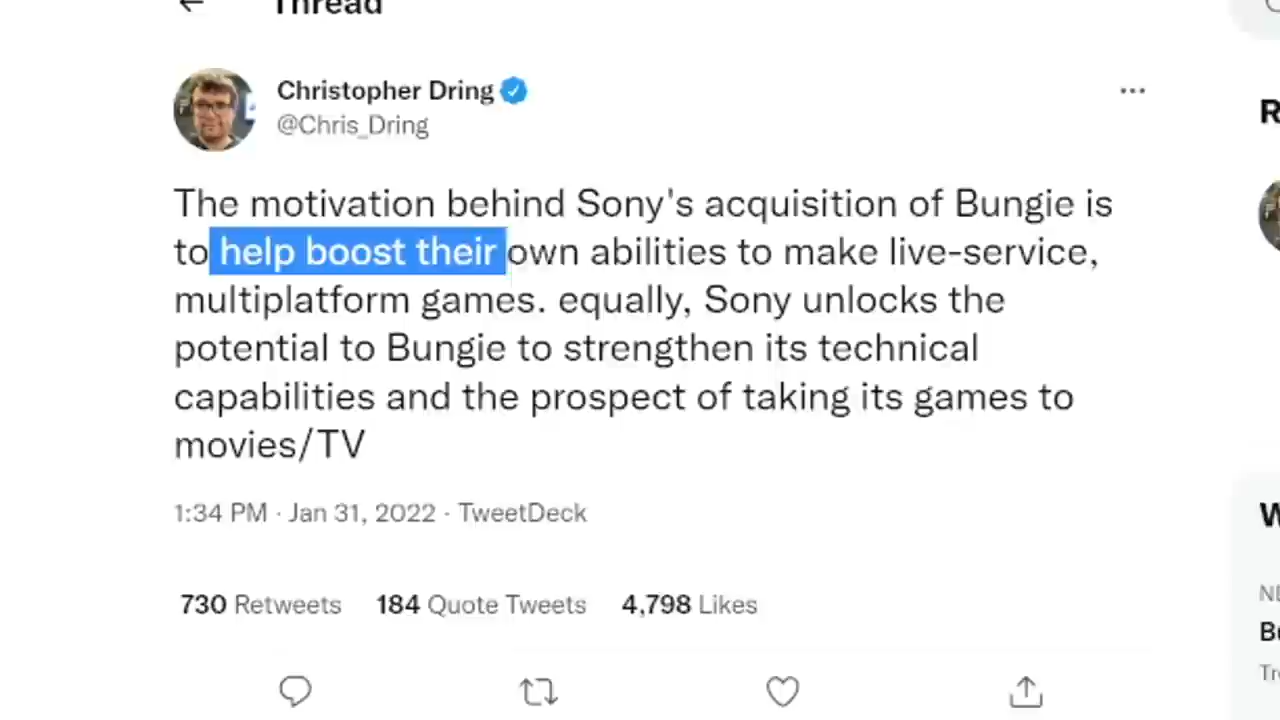 Thread
Christopher Dring
@Chris_Dring
The motivation behind Sony's acquisition of Bungie is
to help boost their own abilities to make live-service,
multiplatform games. equally, Sony unlocks the
potential to Bungie to strengthen its technical
capabilities and the prospect of taking its games to
movies/TV
1:34 PM · Jan 31, 2022 · TweetDeck
730 Retweets 184 Quote Tweets 4,798 Likes